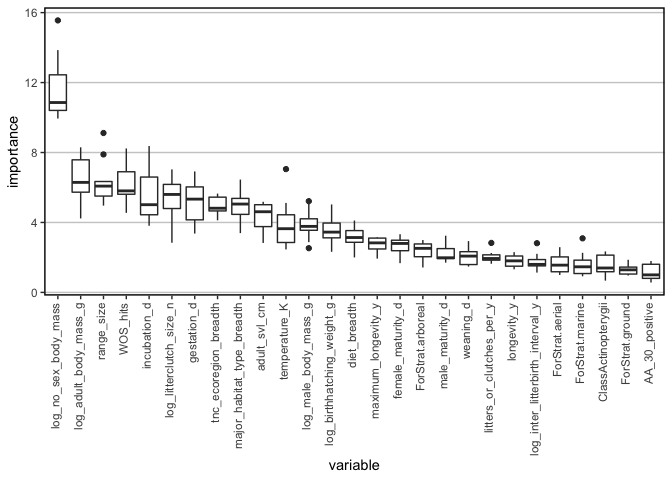 16
12
8
4
0
importance
log_no_sex_body_mass
log_adult_body_mass_g
range_size
WOS_hits
incubation_d
log_litterclutch_size_n
gestation_d
tnc_ecoregion_breadth
major_habitat_type_breadth
adult_svl_cm
temperature_K
log_male_body_mass_g
log_birthhatching_weight_g
diet_breadth
maximum_longevity_y
female_maturity_d
ForStrat.arboreal
male_maturity_d
weaning_d
litters_or_clutches_per_y
longevity_y
log_inter_litterbirth_interval_y
ForStrat.aerial
ForStrat.marine
ClassActinopterygii
ForStrat.ground
AA_30_positive
variable